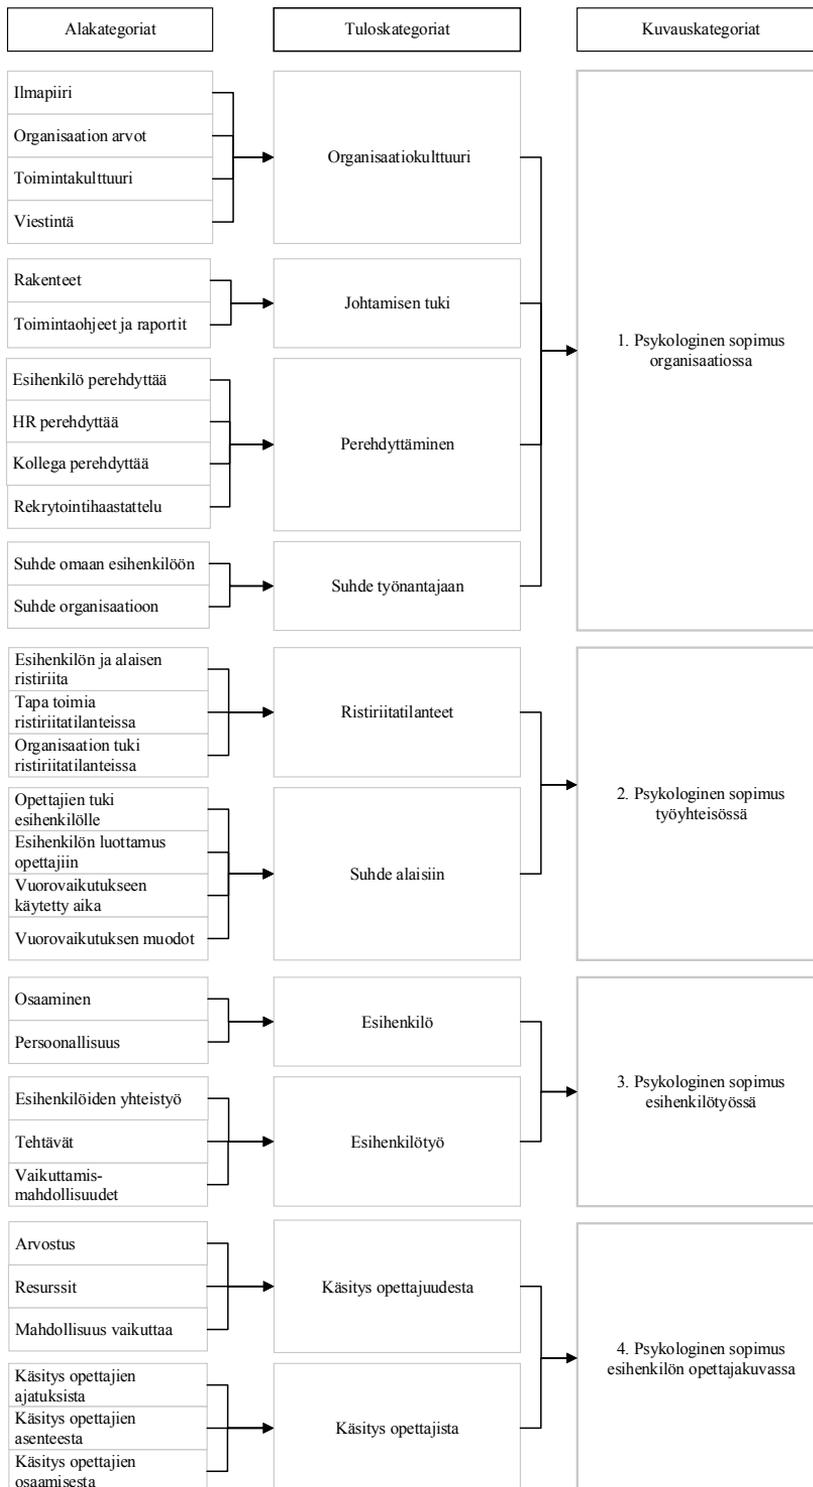 Alakategoriat
Tuloskategoriat
Kuvauskategoriat
Ilmapiiri
Organisaation arvot
Toimintakulttuuri
Viestintä
Organisaatiokulttuuri
Rakenteet
Toimintaohjeet ja raportit
Johtamisen tuki
Esihenkilö perehdyttää
HR perehdyttää
Kollega perehdyttää
Rekrytointihaastattelu
Perehdyttäminen
Suhde omaan esihenkilöön
Suhde organisaatioon
Suhde työnantajaan
1. Psykologinen sopimus
organisaatiossa
Esihenkilön ja alaisen
ristiriita
Tapa toimia
ristiriitatilanteissa
Organisaation tuki
ristiriitatilanteissa
Ristiriitatilanteet
Opettajien tuki
esihenkilölle
Esihenkilön luottamus
opettajiin
Vuorovaikutukseen
käytetty aika
Vuorovaikutuksen muodot
Suhde alaisiin
2. Psykologinen sopimus
työyhteisössä
Osaaminen
Persoonallisuus
Esihenkilö
Esihenkilöiden yhteistyö
Tehtävät
Vaikuttamis-
mahdollisuudet
Esihenkilötyö
3. Psykologinen sopimus
esihenkilötyössä
Arvostus
Resurssit
Mahdollisuus vaikuttaa
Käsitys opettajuudesta
Käsitys opettajien
ajatuksista
Käsitys opettajien
asenteesta
Käsitys opettajien
osaamisesta
Käsitys opettajista
4. Psykologinen sopimus
esihenkilön opettajakuvassa